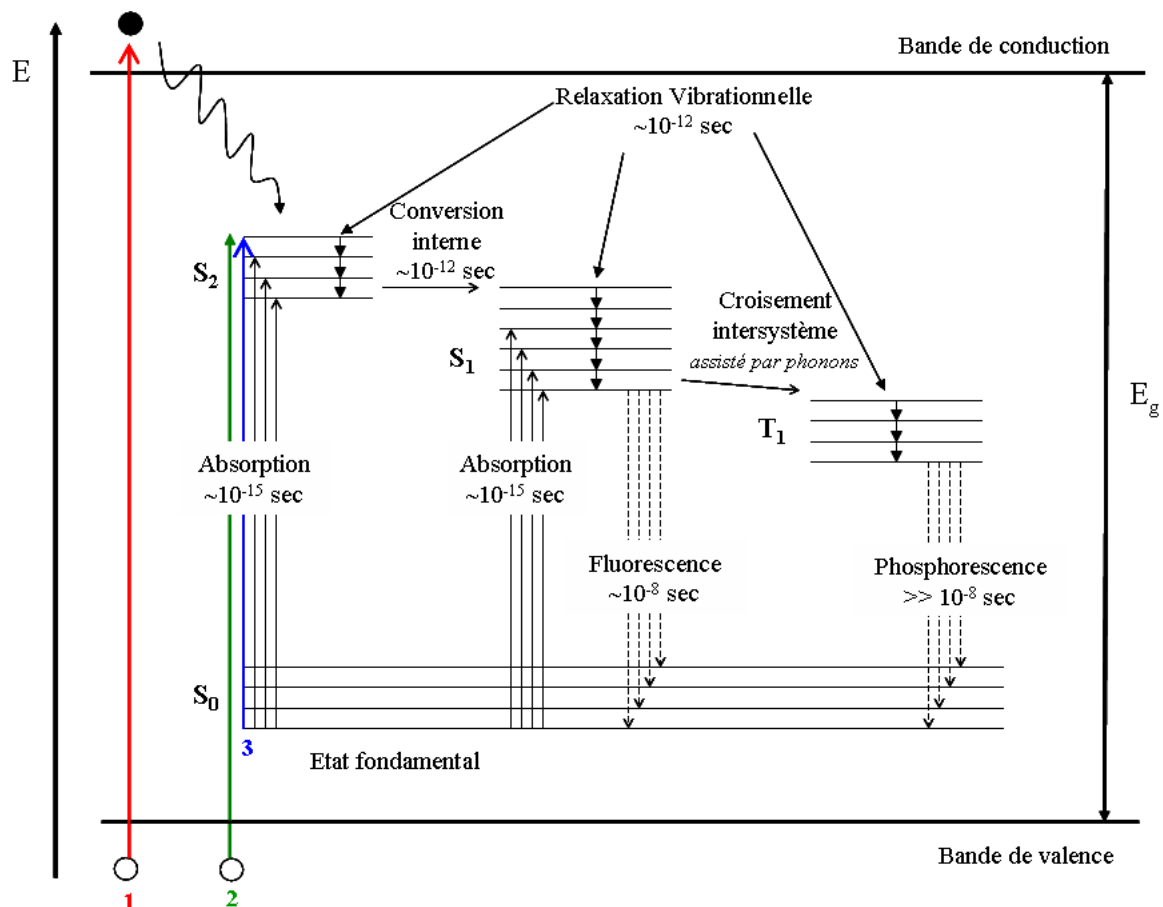 E
Bande de conduction
Relaxation Vibrationnelle
~10⁻¹² sec
Conversion
interne
~10⁻¹² sec
S₂
Croisement
intersystème
assisté par phonons
S₁
E_g
T₁
Absorption
~10⁻¹⁵ sec
Absorption
~10⁻¹⁵ sec
Fluorescence
~10⁻⁸ sec
Phosphorescence
>> 10⁻⁸ sec
S₀
3
Etat fondamental
Bande de valence
1
2